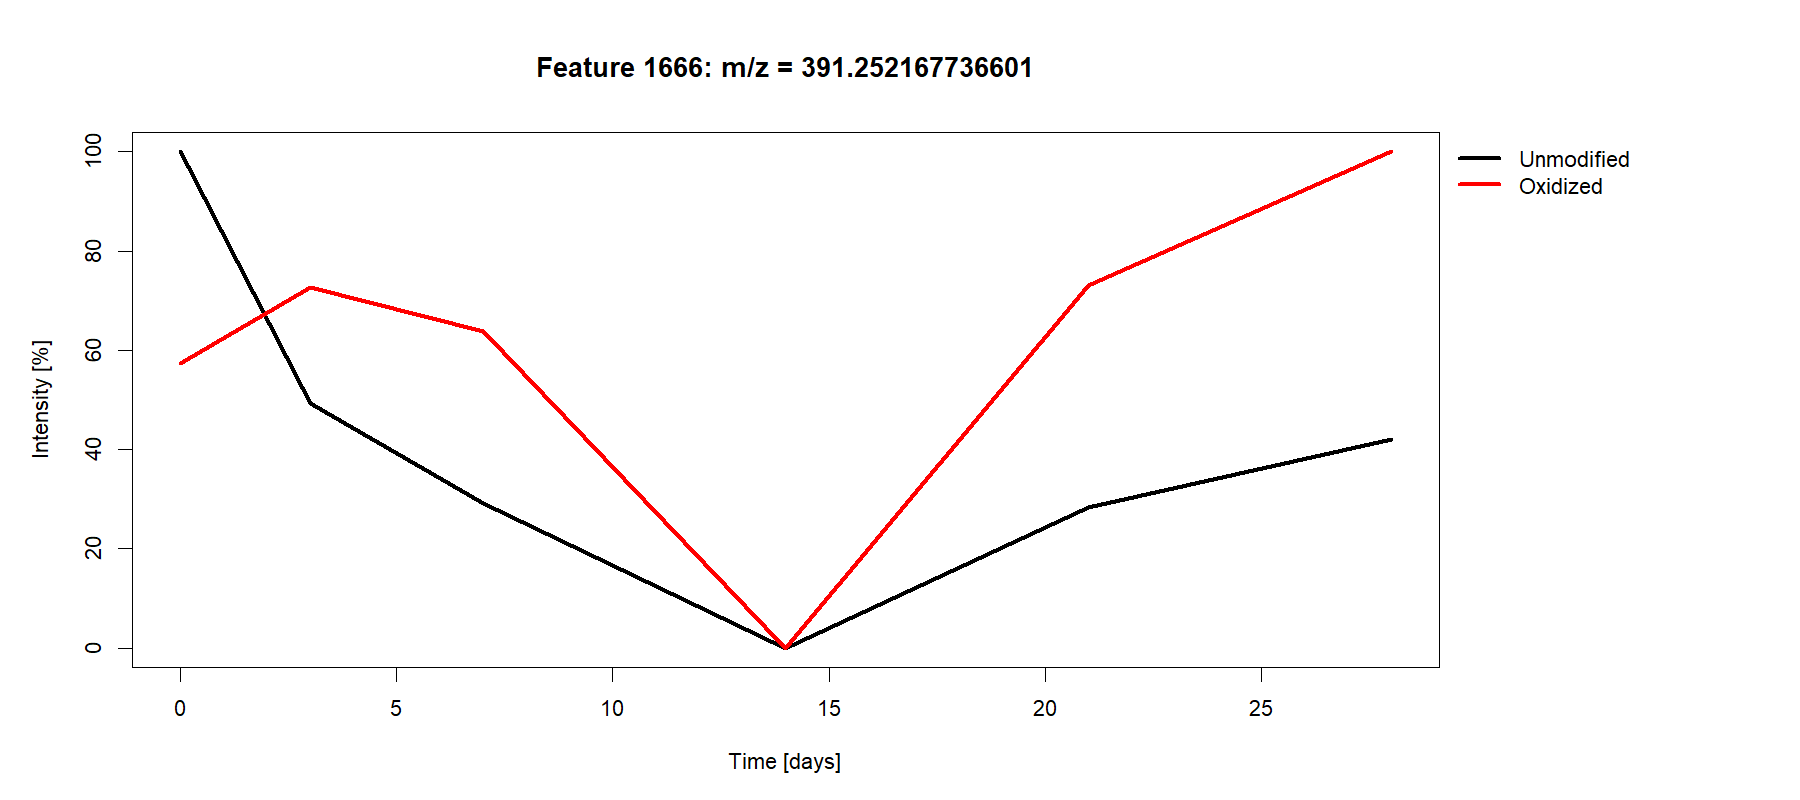 Feature 1666: m/z = 391.252167736601
Unmodified
Oxidized
Intensity [%]
100
80
60
40
20
0
0 5 10 15 20 25
Time [days]